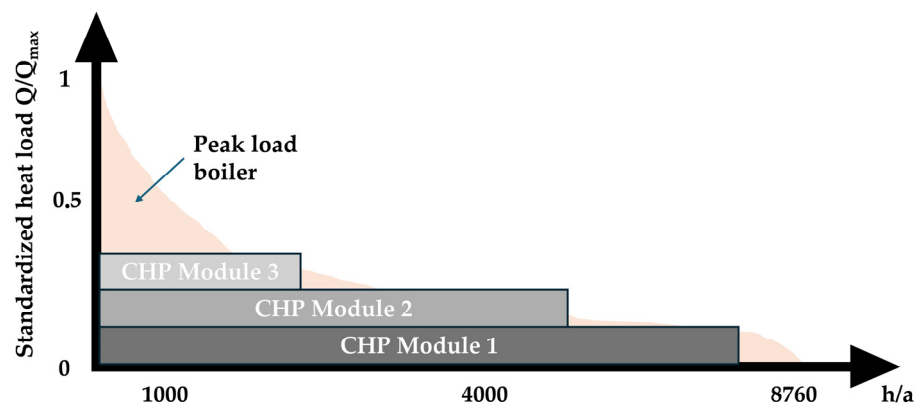 Standardized heat load Q/Qmax
1
0.5
0
Peak load
boiler
CHP Module 3
CHP Module 2
CHP Module 1
1000
4000
8760
h/a